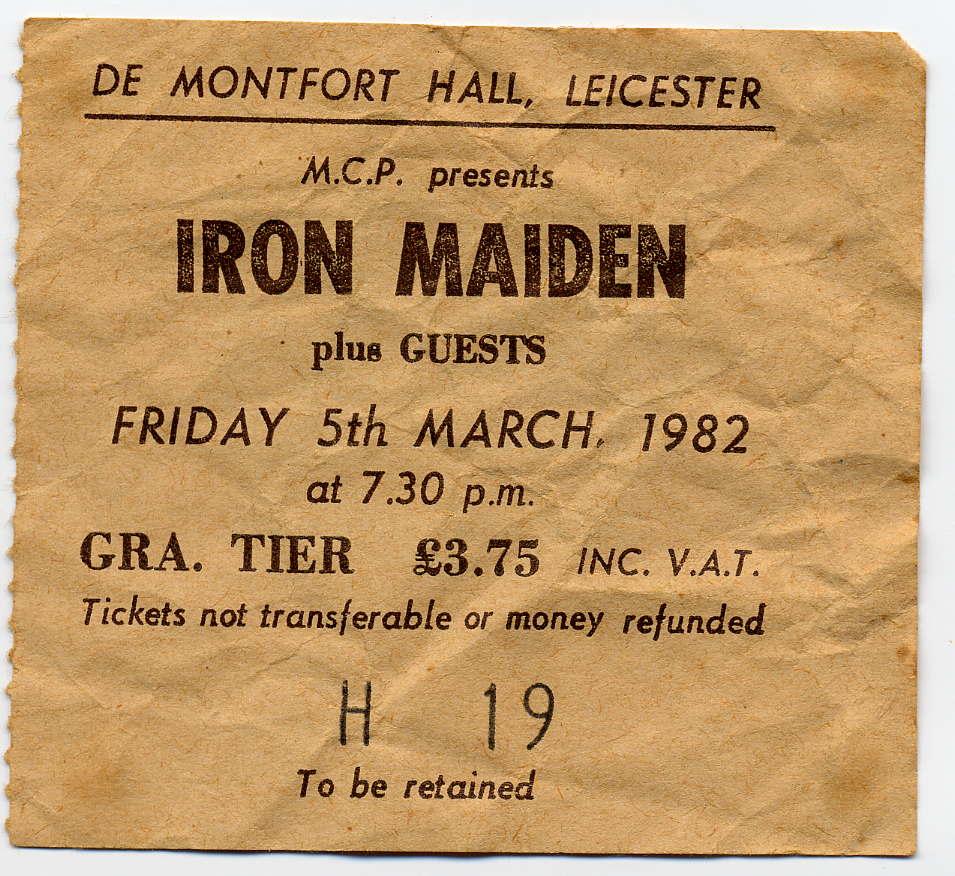 DE MONTFORT HALL, LEICESTER
M.C.P. presents
IRON MAIDEN
plus GUESTS
FRIDAY 5th MARCH, 1982
at 7.30 p.m.
GRA. TIER £3.75 INC. V.A.T.
Tickets not transferable or money refunded
H 19
To be retained